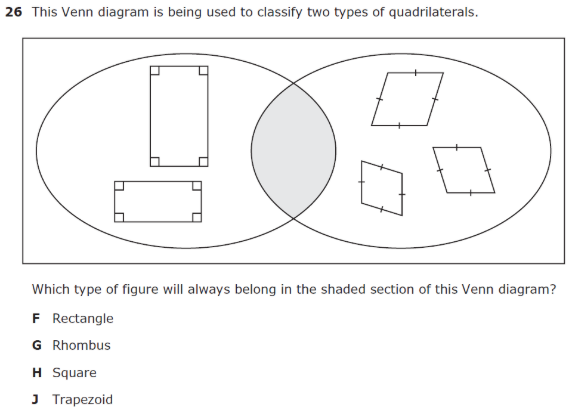 26 This Venn diagram is being used to classify two types of quadrilaterals.
Which type of figure will always belong in the shaded section of this Venn diagram?
F Rectangle
G Rhombus
H Square
J Trapezoid